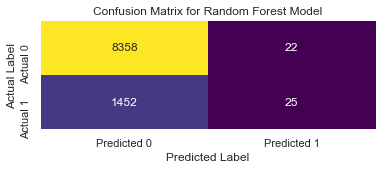 Confusion Matrix for Random Forest Model
Actual Label
Actual 0
8358
22
Actual 1
1452
25
Predicted 0
Predicted 1
Predicted Label